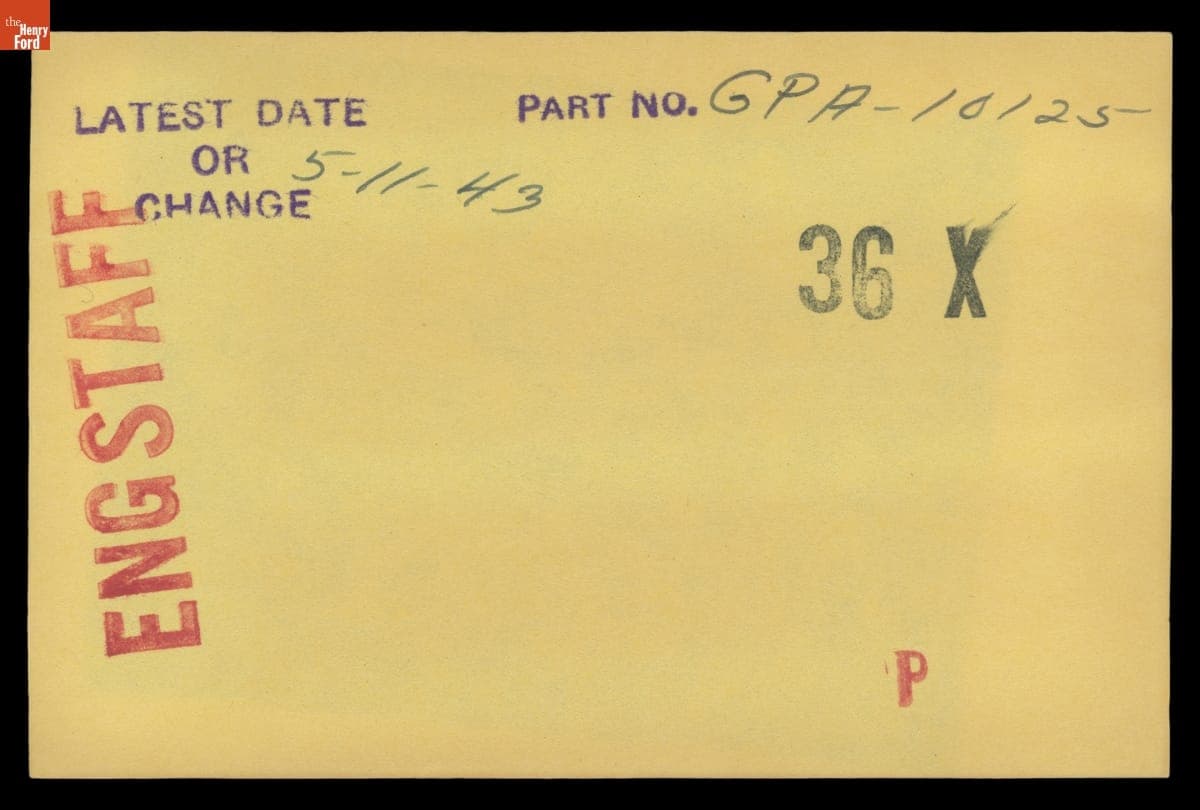 the
Henry
Ford
LATEST DATE
OR
CHANGE 5-11-43
PART NO. GPA-10125
36 X
ENGSTAFF
P